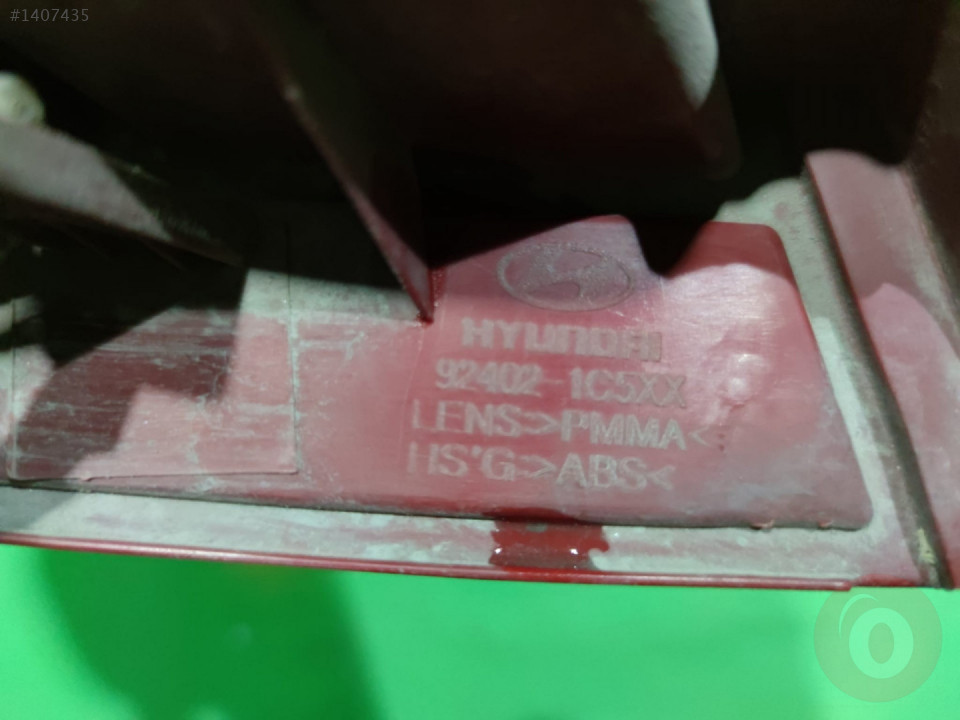 #1407435
HYUNDAI
92402-1C5XX
LENS>PMMA<
HS'G>ABS<